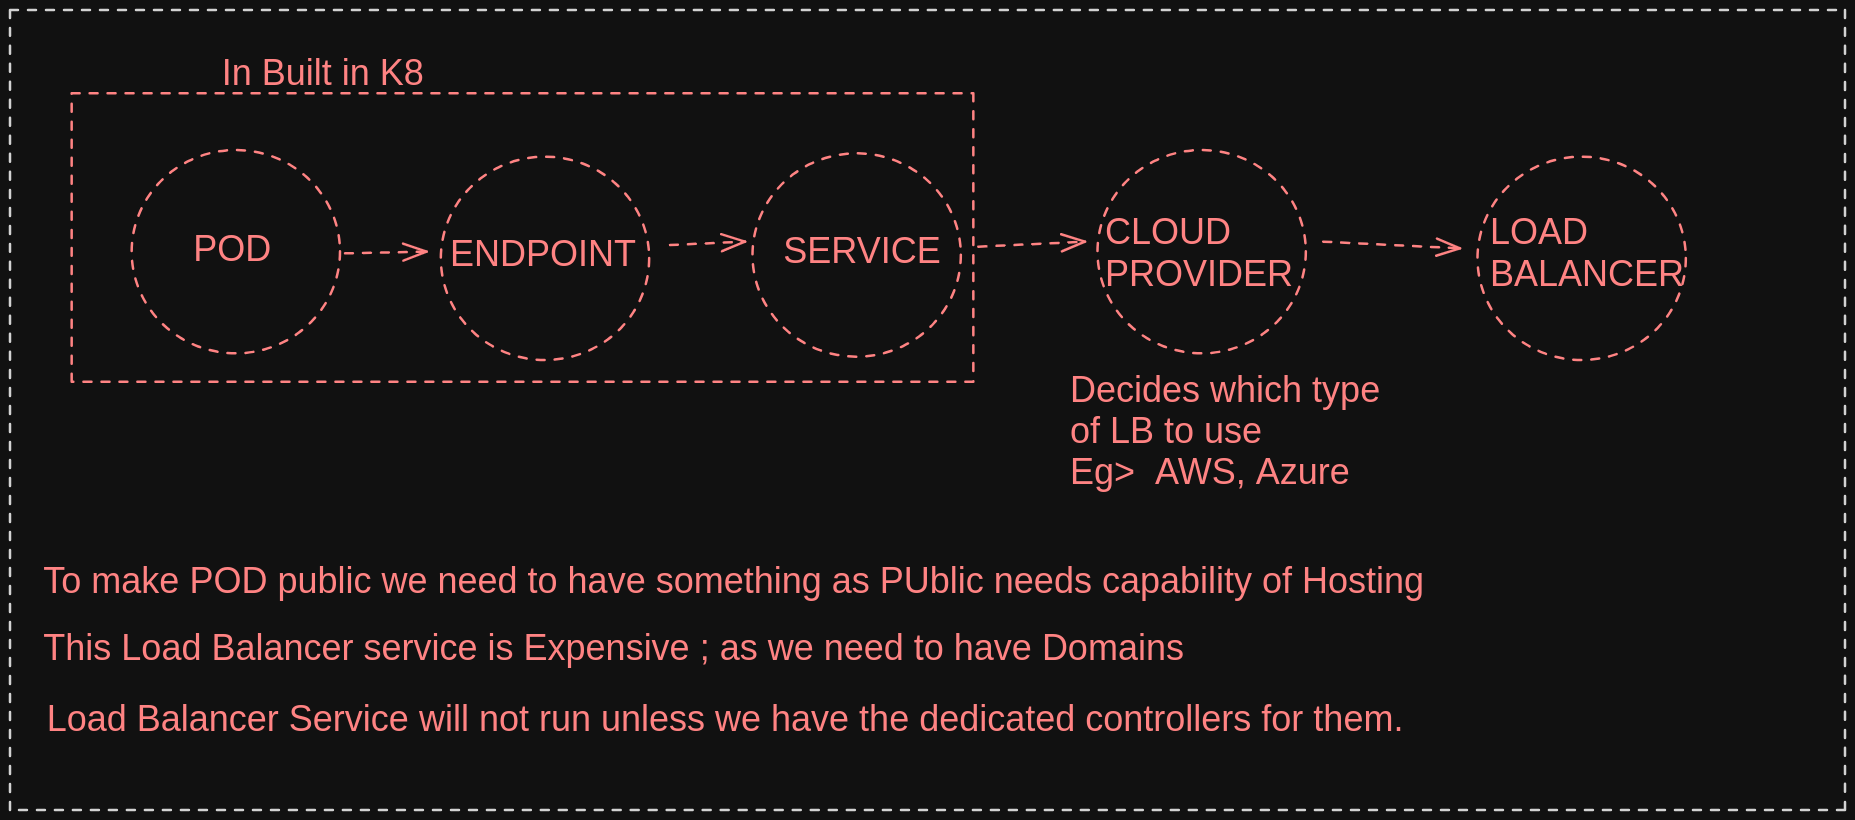 In Built in K8
POD
ENDPOINT
SERVICE
CLOUD
PROVIDER
LOAD
BALANCER
Decides which type
of LB to use
Eg>  AWS, Azure
To make POD public we need to have something as PUblic needs capability of Hosting
This Load Balancer service is Expensive ; as we need to have Domains
Load Balancer Service will not run unless we have the dedicated controllers for them.